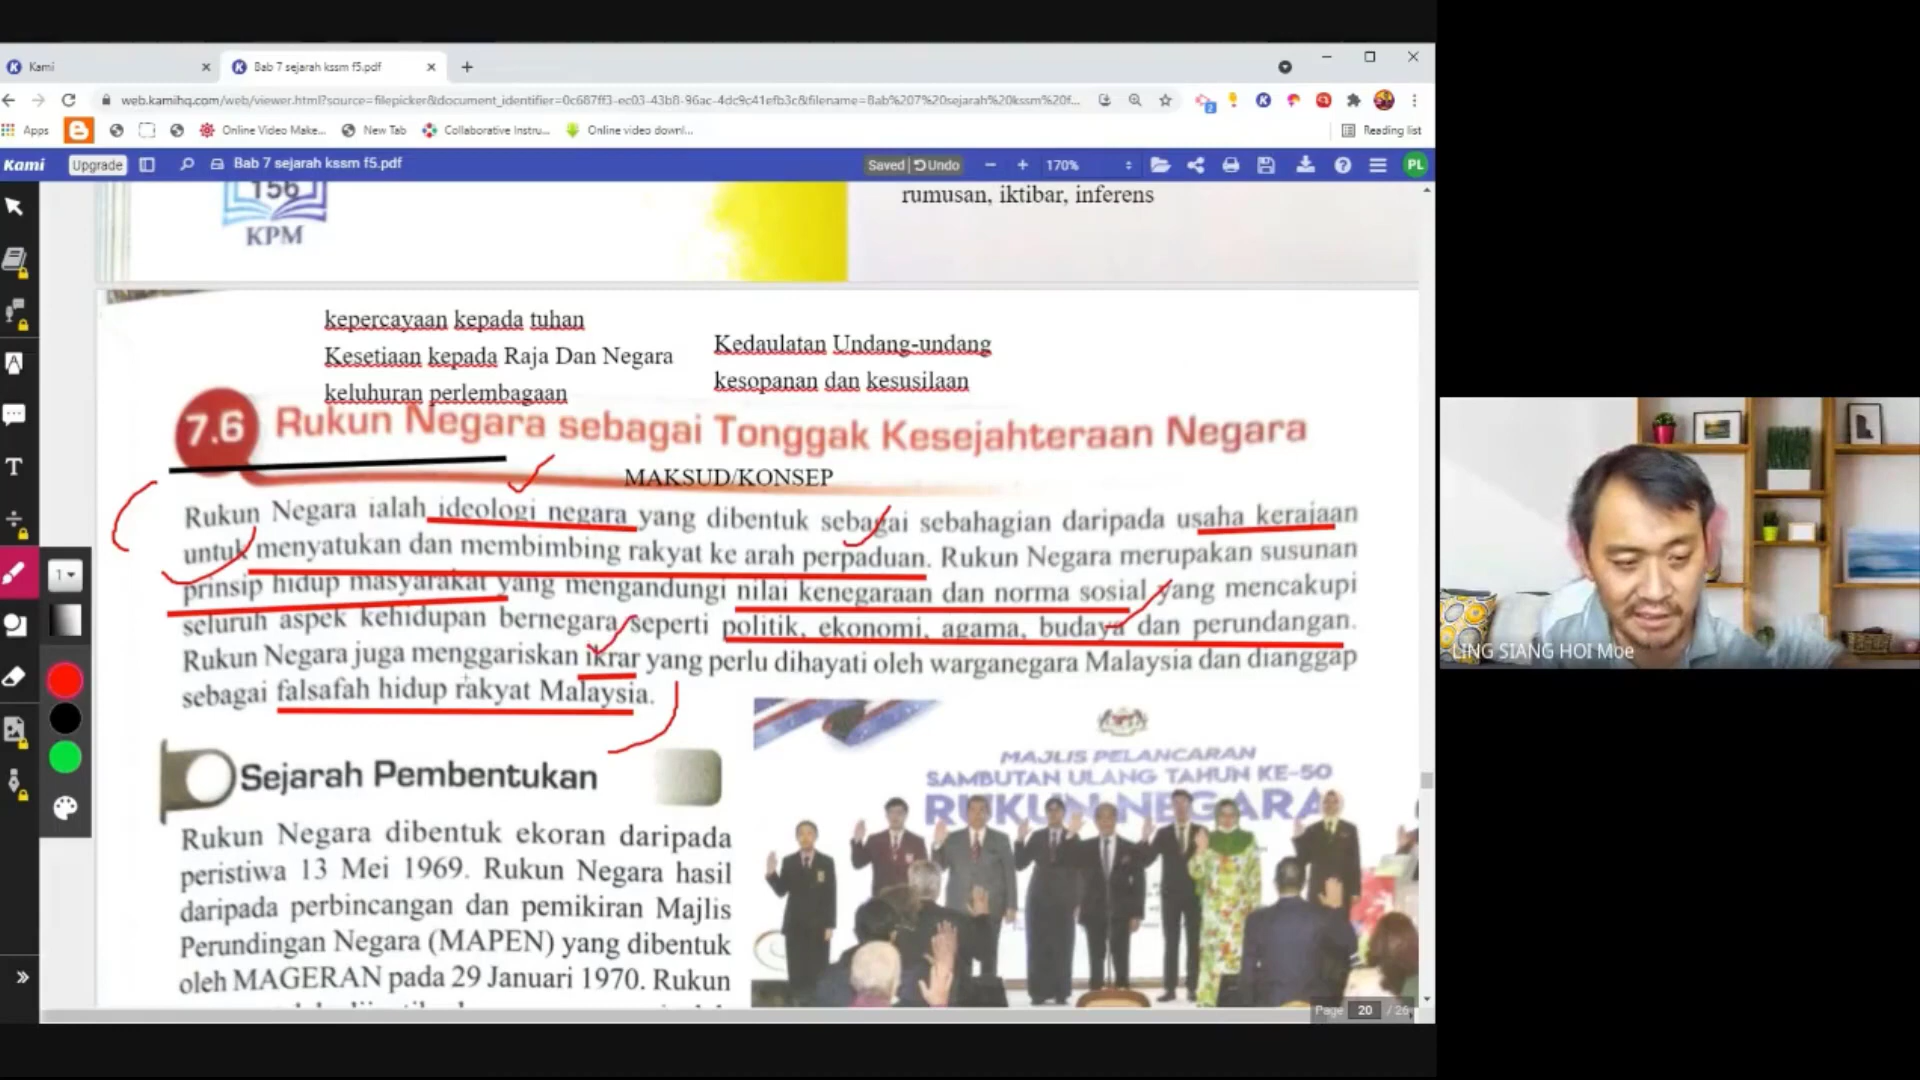 Kami
Bab 7 sejarah kssm f5.pdf
web.kamihq.com/web/viewer.html?source=filepicker&document_identifier=0c687ff3-ec03-43b8-96ac-4dc9c41efb3c&filename=Bab%207%20sejarah%20kssm%20f...
Apps
Online Video Make...
New Tab
Collaborative Instru...
Online video downl...
Reading list
Kami
Upgrade
Bab 7 sejarah kssm f5.pdf
Saved
Undo
170%
PL
156
KPM
rumusan, iktibar, inferens
kepercayaan kepada tuhan
Kesetiaan kepada Raja Dan Negara
keluhuran perlembagaan
Kedaulatan Undang-undang
kesopanan dan kesusilaan
7.6 Rukun Negara sebagai Tonggak Kesejahteraan Negara
MAKSUD/KONSEP
Rukun Negara ialah ideologi negara yang dibentuk sebagai sebahagian daripada usaha kerajaan
untuk menyatukan dan membimbing rakyat ke arah perpaduan. Rukun Negara merupakan susunan
prinsip hidup masyarakat yang mengandungi nilai kenegaraan dan norma sosial yang mencakupi
seluruh aspek kehidupan bernegara seperti politik, ekonomi, agama, budaya dan perundangan.
Rukun Negara juga menggariskan ikrar yang perlu dihayati oleh warganegara Malaysia dan dianggap
sebagai falsafah hidup rakyat Malaysia.
Sejarah Pembentukan
Rukun Negara dibentuk ekoran daripada
peristiwa 13 Mei 1969. Rukun Negara hasil
daripada perbincangan dan pemikiran Majlis
Perundingan Negara (MAPEN) yang dibentuk
oleh MAGERAN pada 29 Januari 1970. Rukun
MAJLIS PELANCARAN
SAMBUTAN ULANG TAHUN KE-50
RUKUN NEGARA
1
Page 20 / 26
LING SIANG HOI Moe